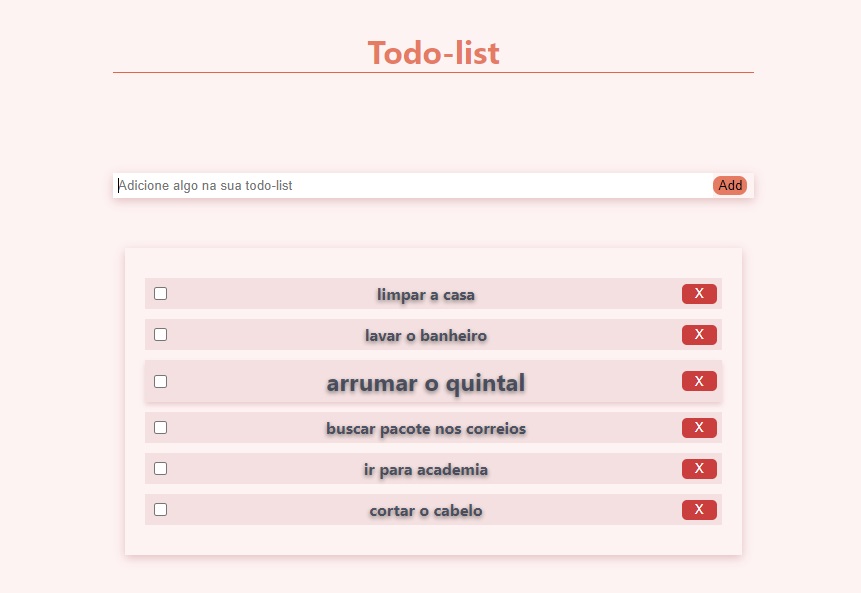 Todo-list
Adicione algo na sua todo-list Add
limpar a casa X
lavar o banheiro X
arrumar o quintal X
buscar pacote nos correios X
ir para academia X
cortar o cabelo X